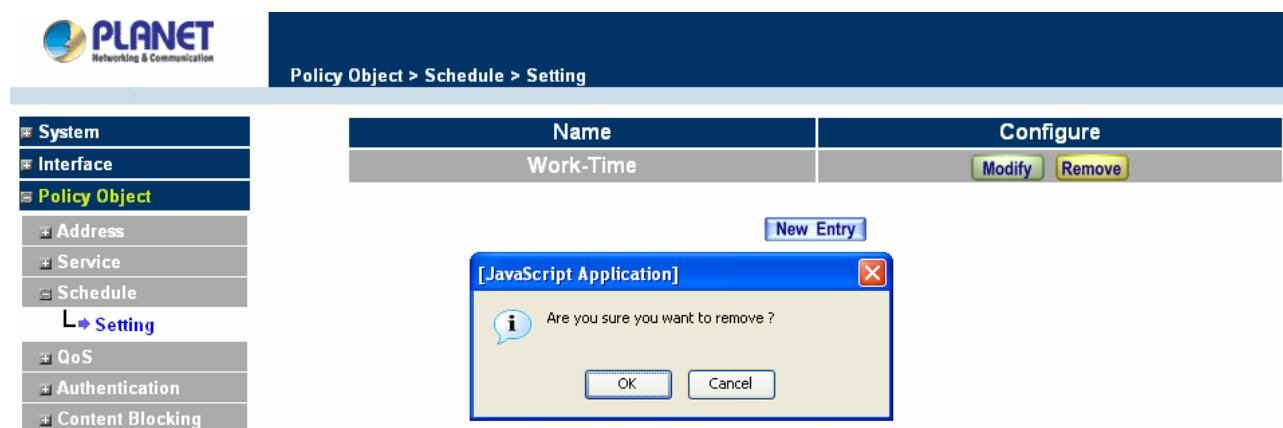 PLANET
Networking & Communication
Policy Object > Schedule > Setting
System
Interface
Policy Object
Address
Service
Schedule
Setting
QoS
Authentication
Content Blocking
Name Configure
Work-Time Modify Remove
New Entry
[JavaScript Application]
Are you sure you want to remove ?
OK Cancel